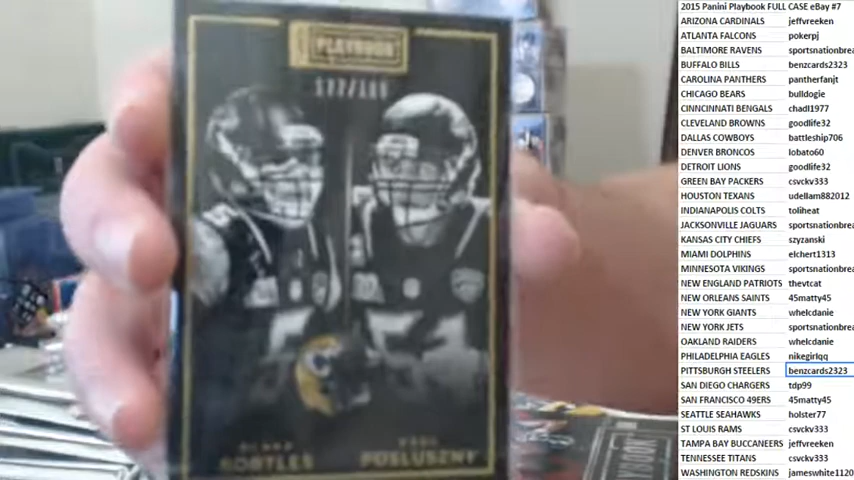 2015 Panini Playbook FULL CASE eBay #7
ARIZONA CARDINALS jeffvreeken
ATLANTA FALCONS pokerpj
BALTIMORE RAVENS sportsnationbrea
BUFFALO BILLS benzcards2323
CAROLINA PANTHERS pantherfanjt
CHICAGO BEARS bulldogie
CINNCINNATI BENGALS chadl1977
CLEVELAND BROWNS goodlife32
DALLAS COWBOYS battleship706
DENVER BRONCOS lobato60
DETROIT LIONS goodlife32
GREEN BAY PACKERS csvckv333
HOUSTON TEXANS udellam882012
INDIANAPOLIS COLTS toliheat
JACKSONVILLE JAGUARS sportsnationbrea
KANSAS CITY CHIEFS szyzanski
MIAMI DOLPHINS elchert1313
MINNESOTA VIKINGS sportsnationbrea
NEW ENGLAND PATRIOTS thevtcat
NEW ORLEANS SAINTS 45matty45
NEW YORK GIANTS whelcdanie
NEW YORK JETS sportsnationbrea
OAKLAND RAIDERS whelcdanie
PHILADELPHIA EAGLES nikegirlqq
PITTSBURGH STEELERS benzcards2323
SAN DIEGO CHARGERS tdp99
SAN FRANCISCO 49ERS 45matty45
SEATTLE SEAHAWKS holster77
ST LOUIS RAMS csvckv333
TAMPA BAY BUCCANEERS jeffvreeken
TENNESSEE TITANS csvckv333
WASHINGTON REDSKINS jameswhite1120
PLAYBOOK
BLAKE
BORTLES
PAUL
POSLUSZNY